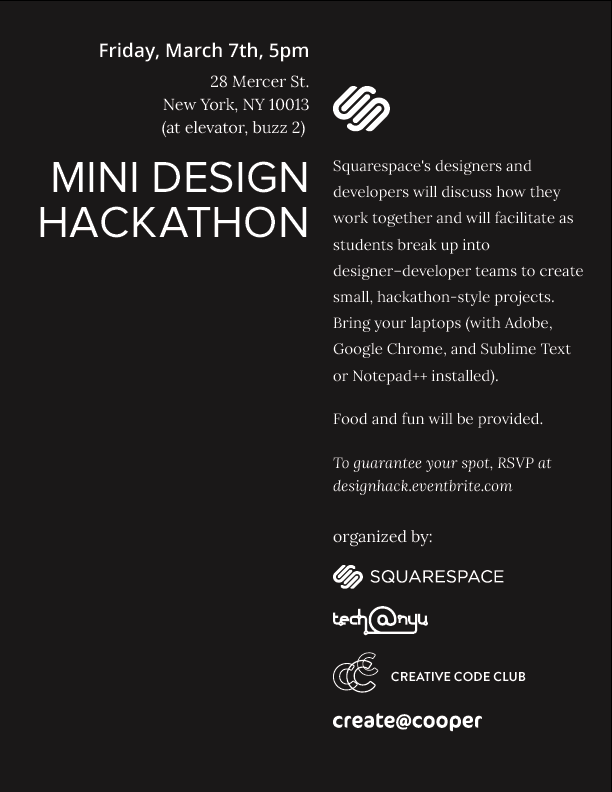 Friday, March 7th, 5pm
28 Mercer St.
New York, NY 10013
(at elevator, buzz 2)
MINI DESIGN
HACKATHON
Squarespace's designers and
developers will discuss how they
work together and will facilitate as
students break up into
designer–developer teams to create
small, hackathon-style projects.
Bring your laptops (with Adobe,
Google Chrome, and Sublime Text
or Notepad++ installed).
Food and fun will be provided.
To guarantee your spot, RSVP at
designhack.eventbrite.com
organized by:
SQUARESPACE
tech@nyu
CCC CREATIVE CODE CLUB
create@cooper